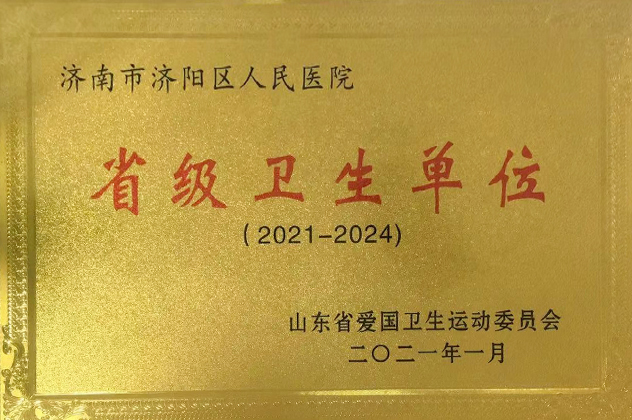 济南市济阳区人民医院
省级卫生单位
(2021-2024)
山东省爱国卫生运动委员会
二〇二一年一月